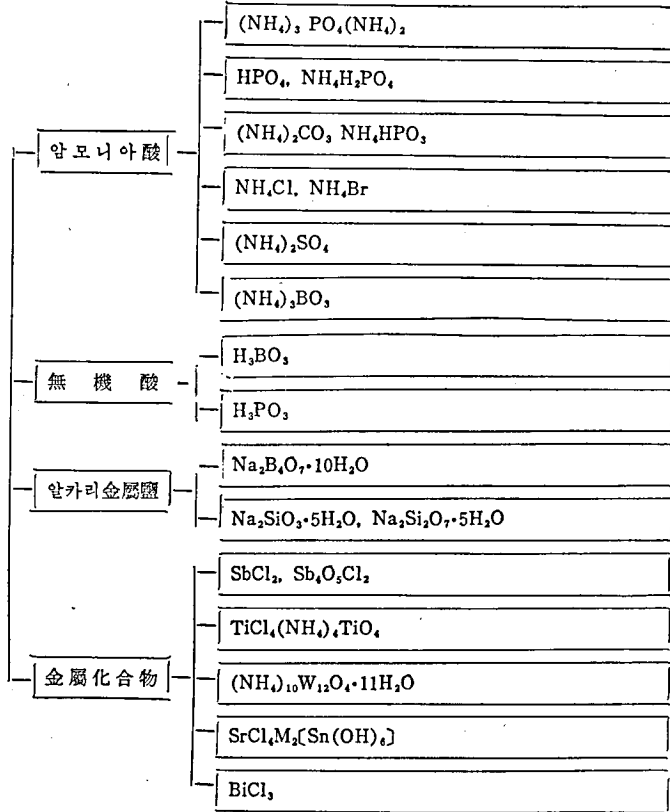 (NH₄)₃ PO₄(NH₄)₂
HPO₄, NH₄H₂PO₄
(NH₄)₂CO₃ NH₄HPO₃
암모니아酸
NH₄Cl, NH₄Br
(NH₄)₂SO₄
(NH₄)₃BO₃
H₃BO₃
無機酸
H₃PO₃
Na₂B₄O₇·10H₂O
알카리金屬鹽
Na₂SiO₃·5H₂O, Na₂Si₂O₇·5H₂O
SbCl₂, Sb₄O₅Cl₂
TiCl₄(NH₄)₄TiO₄
金屬化合物
(NH₄)₁₀W₁₂O₄·11H₂O
SrCl₄M₂[Sn(OH)₆]
BiCl₃